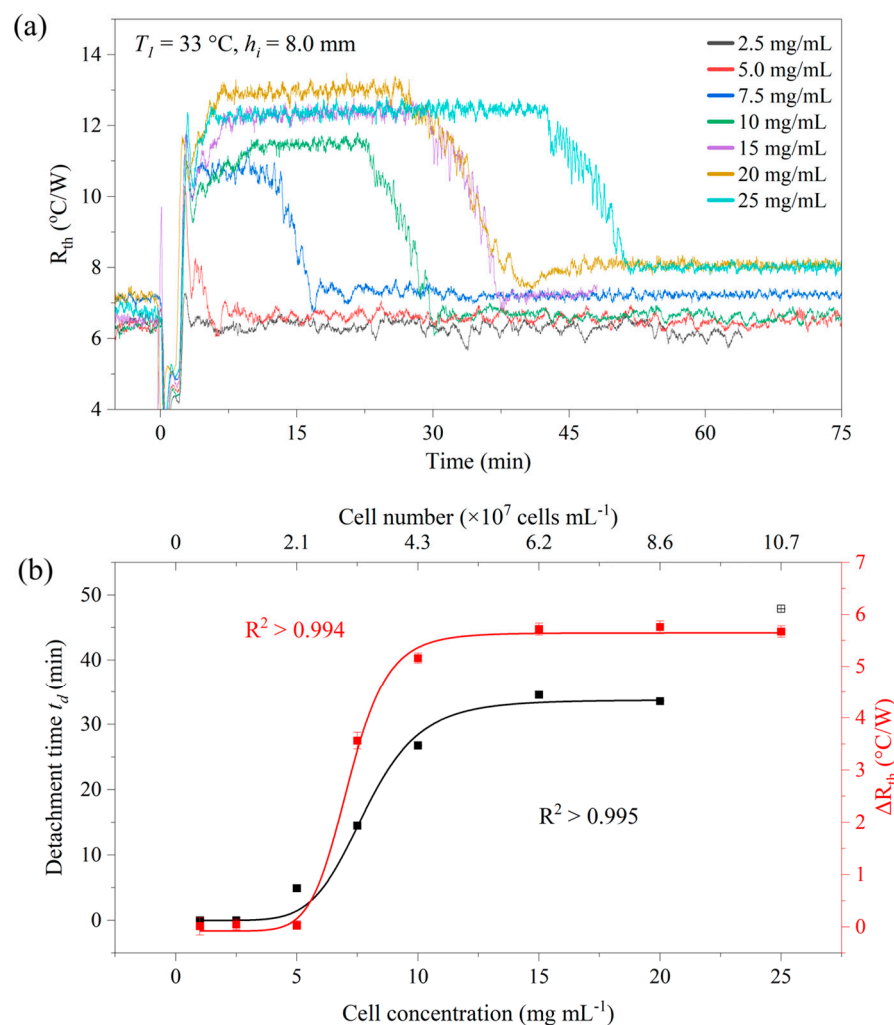 (a)
T₁ = 33 °C, hᵢ = 8.0 mm
2.5 mg/mL
5.0 mg/mL
7.5 mg/mL
10 mg/mL
15 mg/mL
20 mg/mL
25 mg/mL
14
12
10
8
6
4
R_th (°C/W)
0 15 30 45 60 75
Time (min)
Cell number (×10⁷ cells mL⁻¹)
0 2.1 4.3 6.2 8.6 10.7
(b)
50
40
30
20
10
0
Detachment time t_d (min)
R² > 0.994
R² > 0.995
7
6
5
4
3
2
1
0
ΔR_th (°C/W)
0 5 10 15 20 25
Cell concentration (mg mL⁻¹)